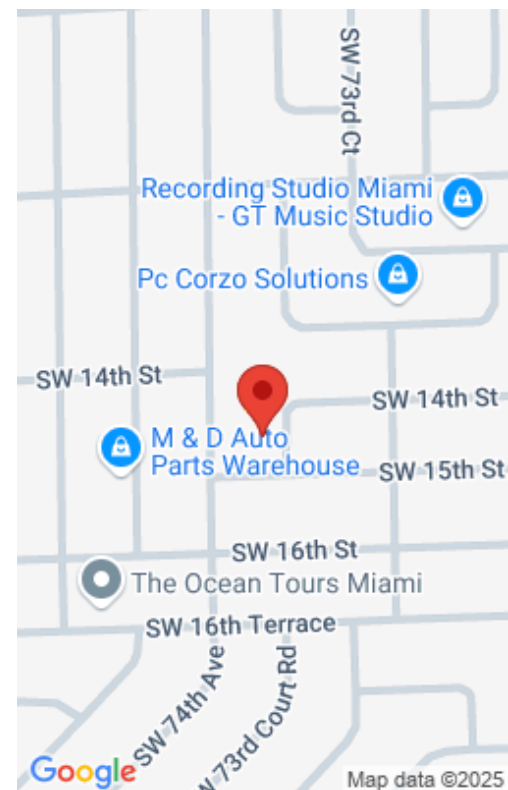 SW 73rd Ct
Recording Studio Miami
- GT Music Studio
Pc Corzo Solutions
SW 14th St
SW 14th St
M & D Auto
Parts Warehouse
SW 15th St
SW 16th St
The Ocean Tours Miami
SW 16th Terrace
SW 74th Ave
W 73rd Court Rd
Google
Map data ©2025